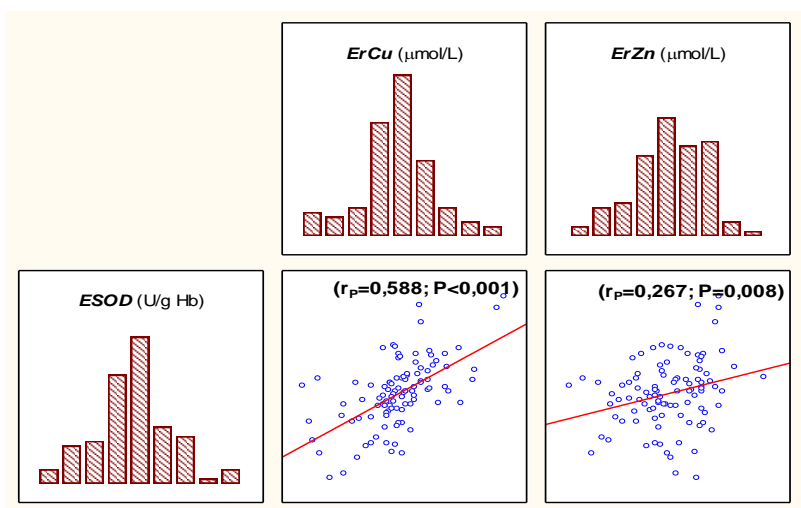 ErCu (μmol/L)
ErZn (μmol/L)
ESOD (U/g Hb)
(rP=0,588; P<0,001)
(rP=0,267; P=0,008)